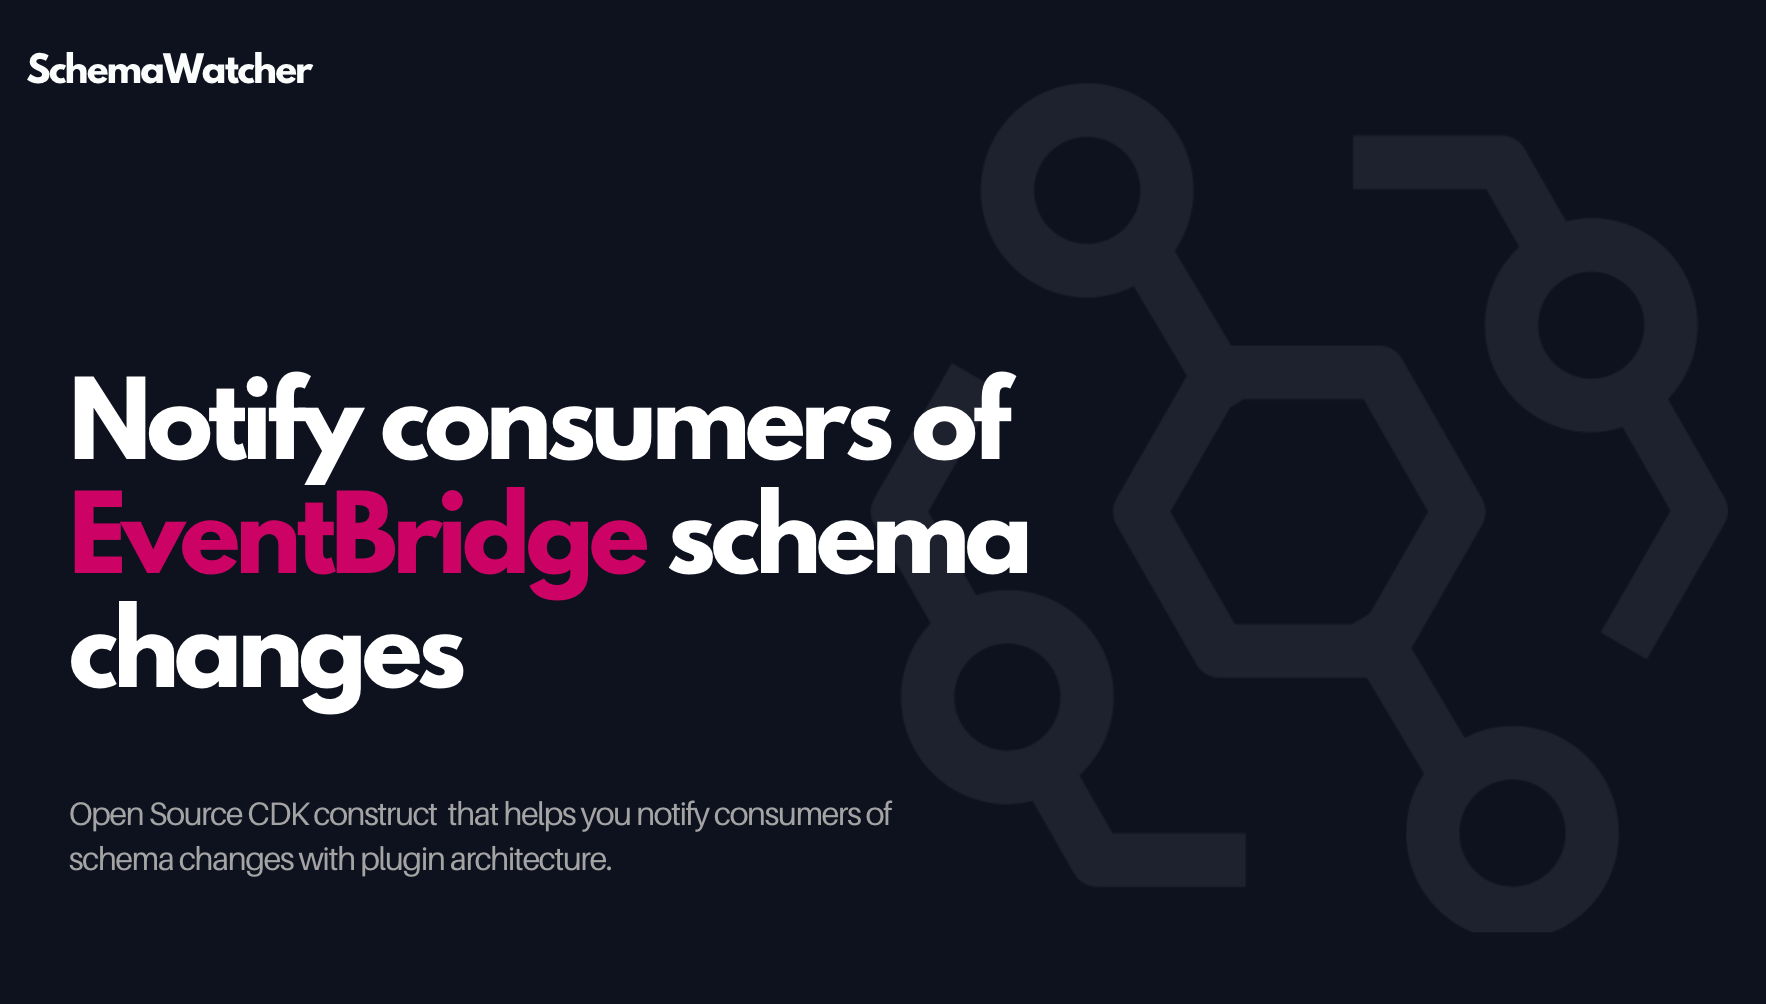 SchemaWatcher
Notify consumers of
EventBridge schema
changes
Open Source CDK construct  that helps you notify consumers of
schema changes with plugin architecture.